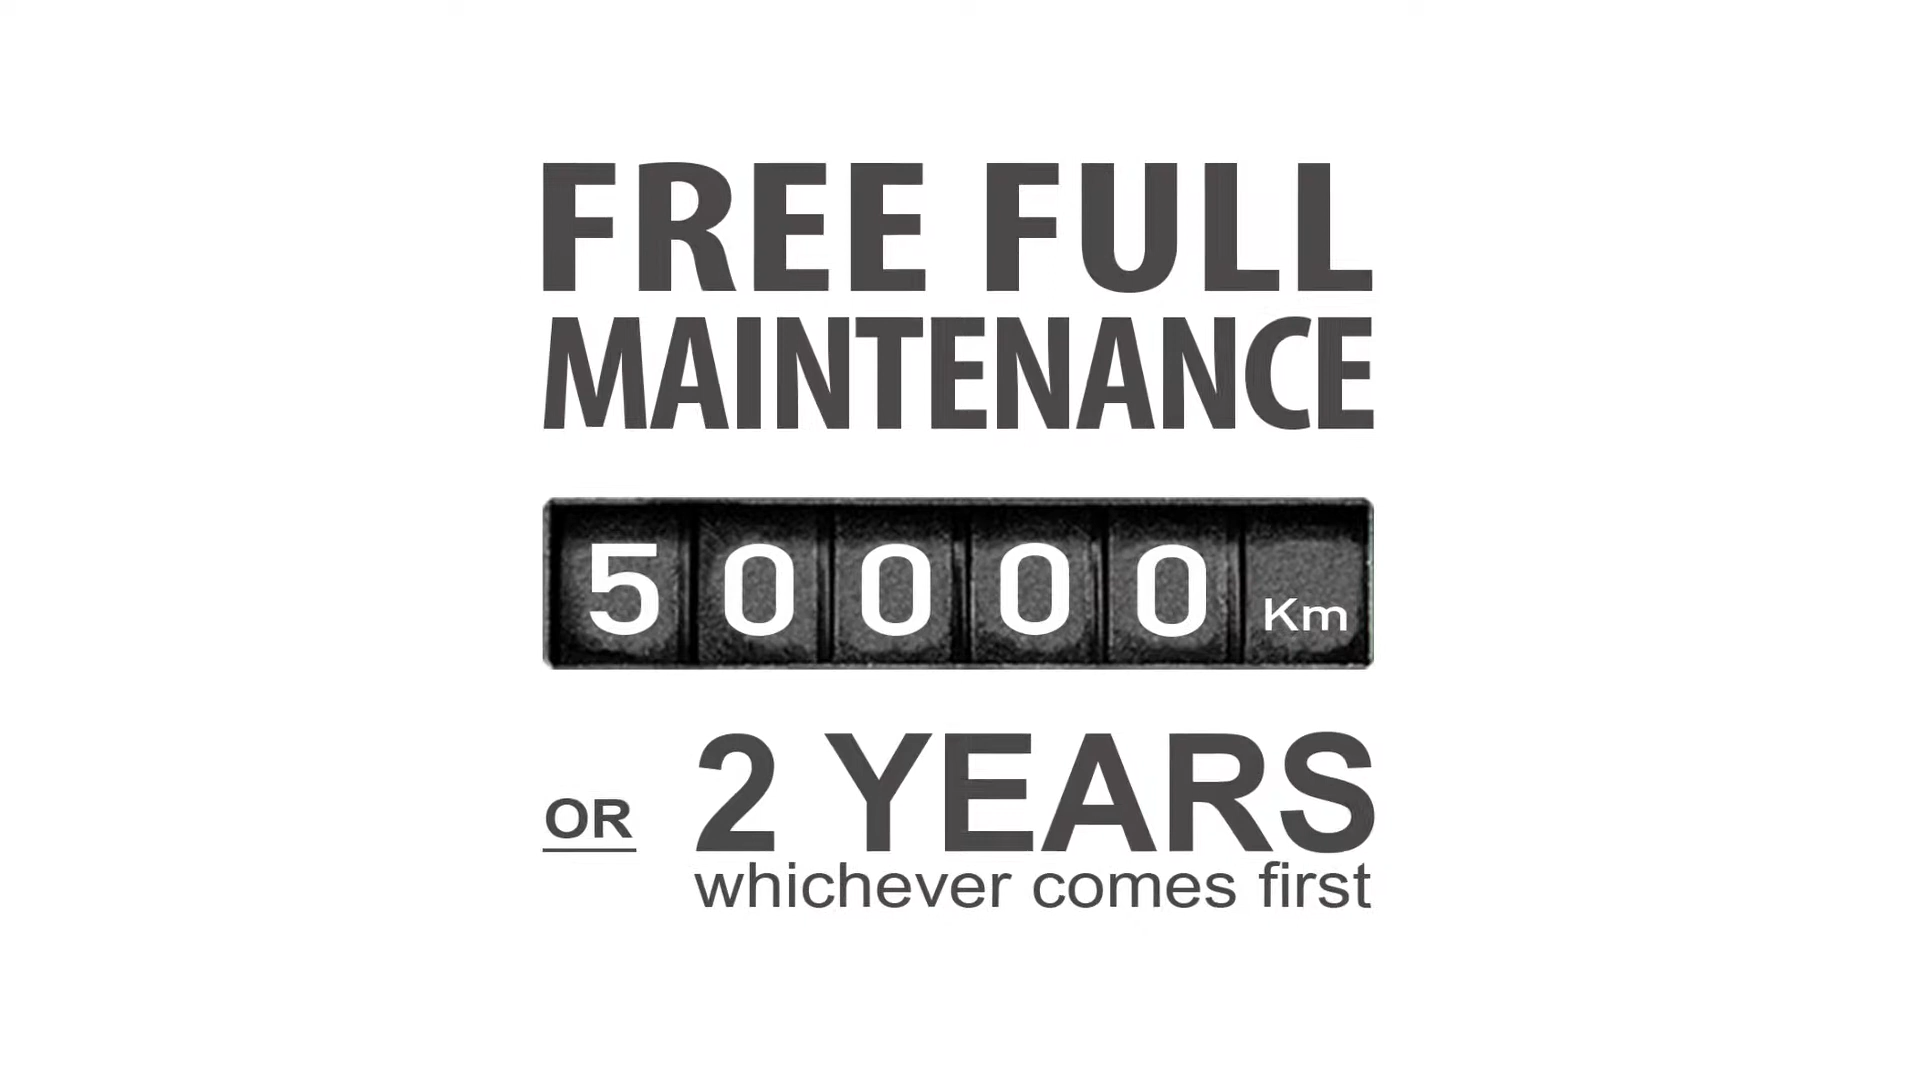 FREE FULL
MAINTENANCE
50000 Km
OR 2 YEARS
whichever comes first